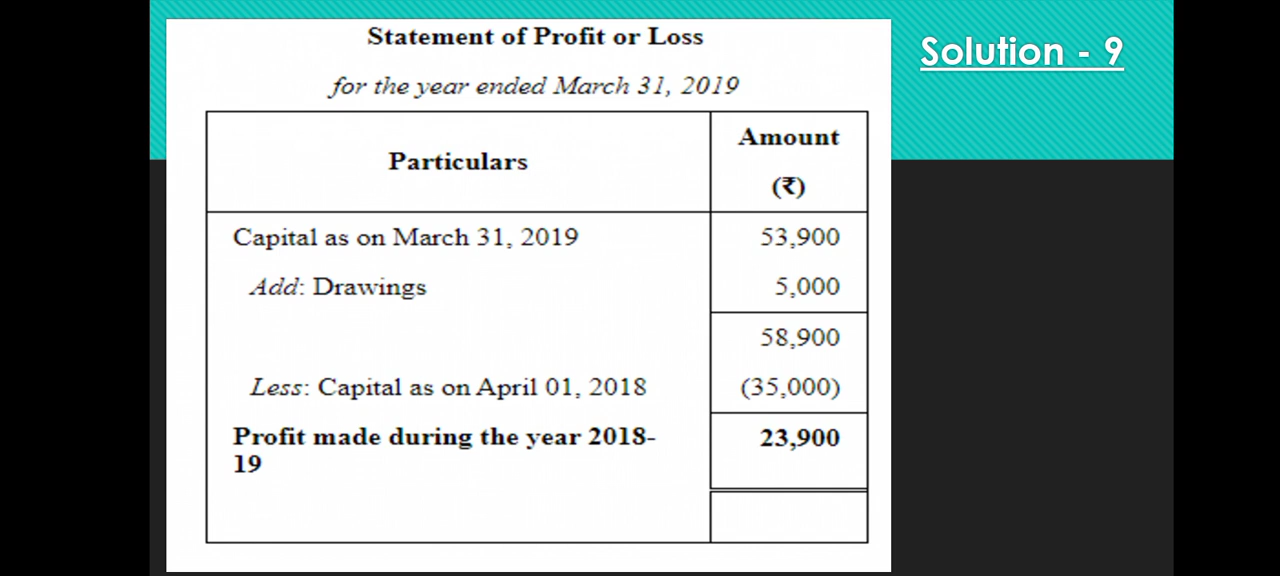 Statement of Profit or Loss
Solution - 9
for the year ended March 31, 2019
Particulars
Amount
(₹)
Capital as on March 31, 2019 53,900
Add: Drawings 5,000
58,900
Less: Capital as on April 01, 2018 (35,000)
Profit made during the year 2018- 23,900
19